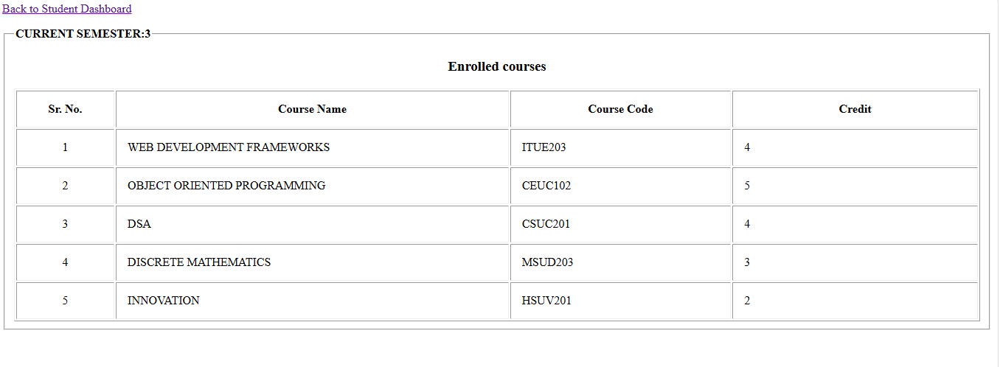 Back to Student Dashboard
CURRENT SEMESTER:3
Enrolled courses
Sr. No. Course Name Course Code Credit
1 WEB DEVELOPMENT FRAMEWORKS ITUE203 4
2 OBJECT ORIENTED PROGRAMMING CEUC102 5
3 DSA CSUC201 4
4 DISCRETE MATHEMATICS MSUD203 3
5 INNOVATION HSUV201 2